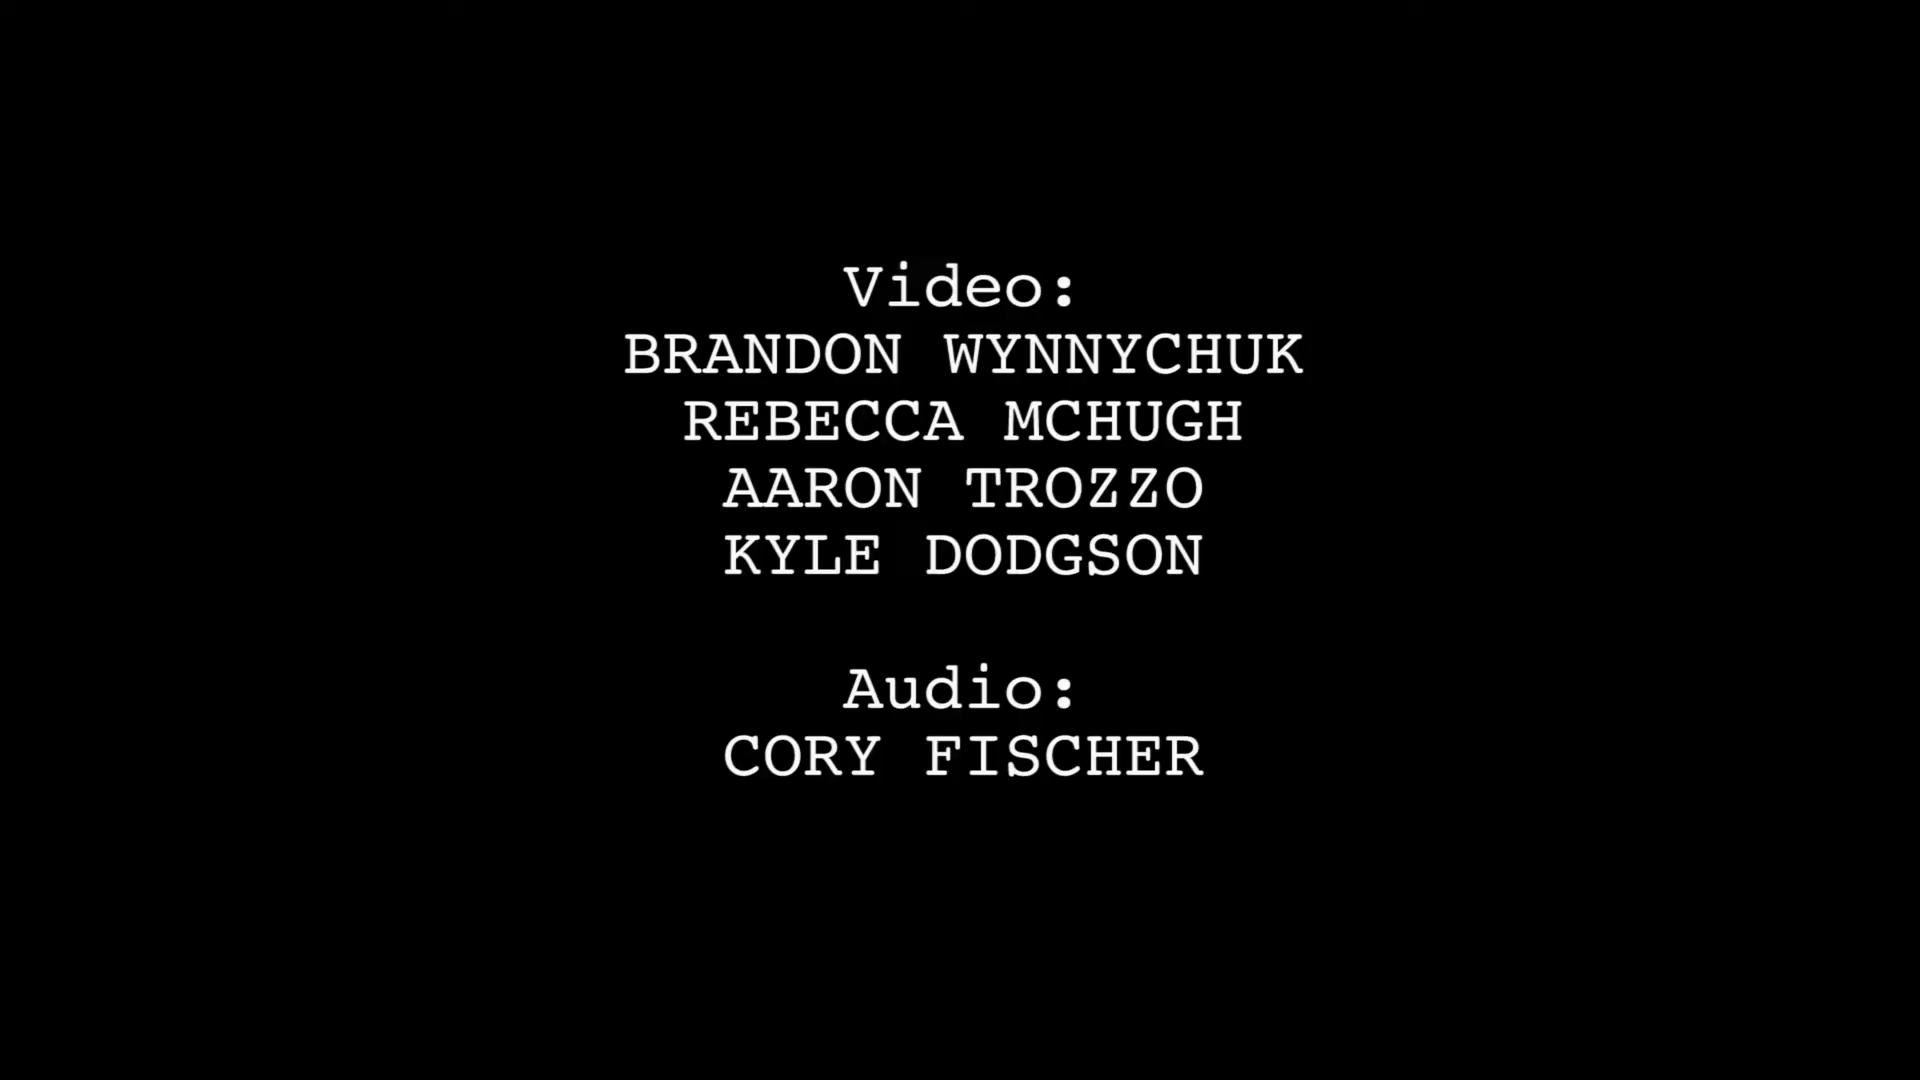 Video:
BRANDON WYNNYCHUK
REBECCA MCHUGH
AARON TROZZO
KYLE DODGSON
Audio:
CORY FISCHER